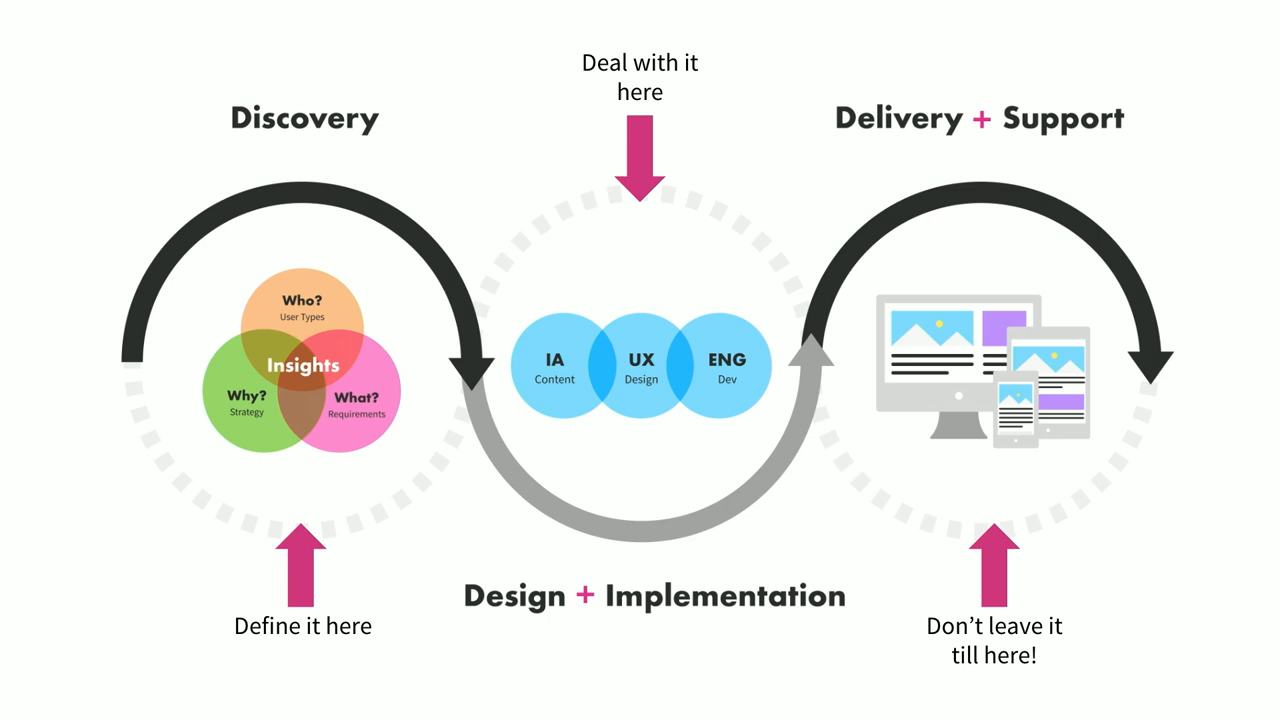 Deal with it
here
Discovery
Delivery + Support
Who?
User Types
Insights
Why?
Strategy
What?
Requirements
IA
Content
UX
Design
ENG
Dev
Design + Implementation
Define it here
Don’t leave it
till here!